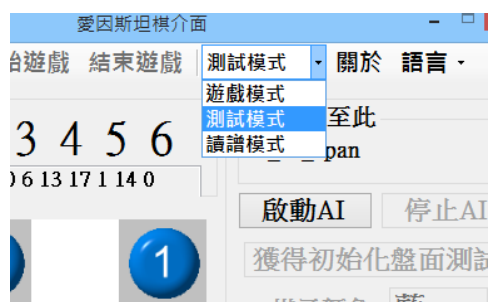 愛因斯坦棋介面
始遊戲 結束遊戲 測試模式 關於 語言
遊戲模式
測試模式 至此
讀譜模式 pan
3 4 5 6
0 6 13 17 1 14 0
啟動AI 停止AI
獲得初始化盤面測試
1